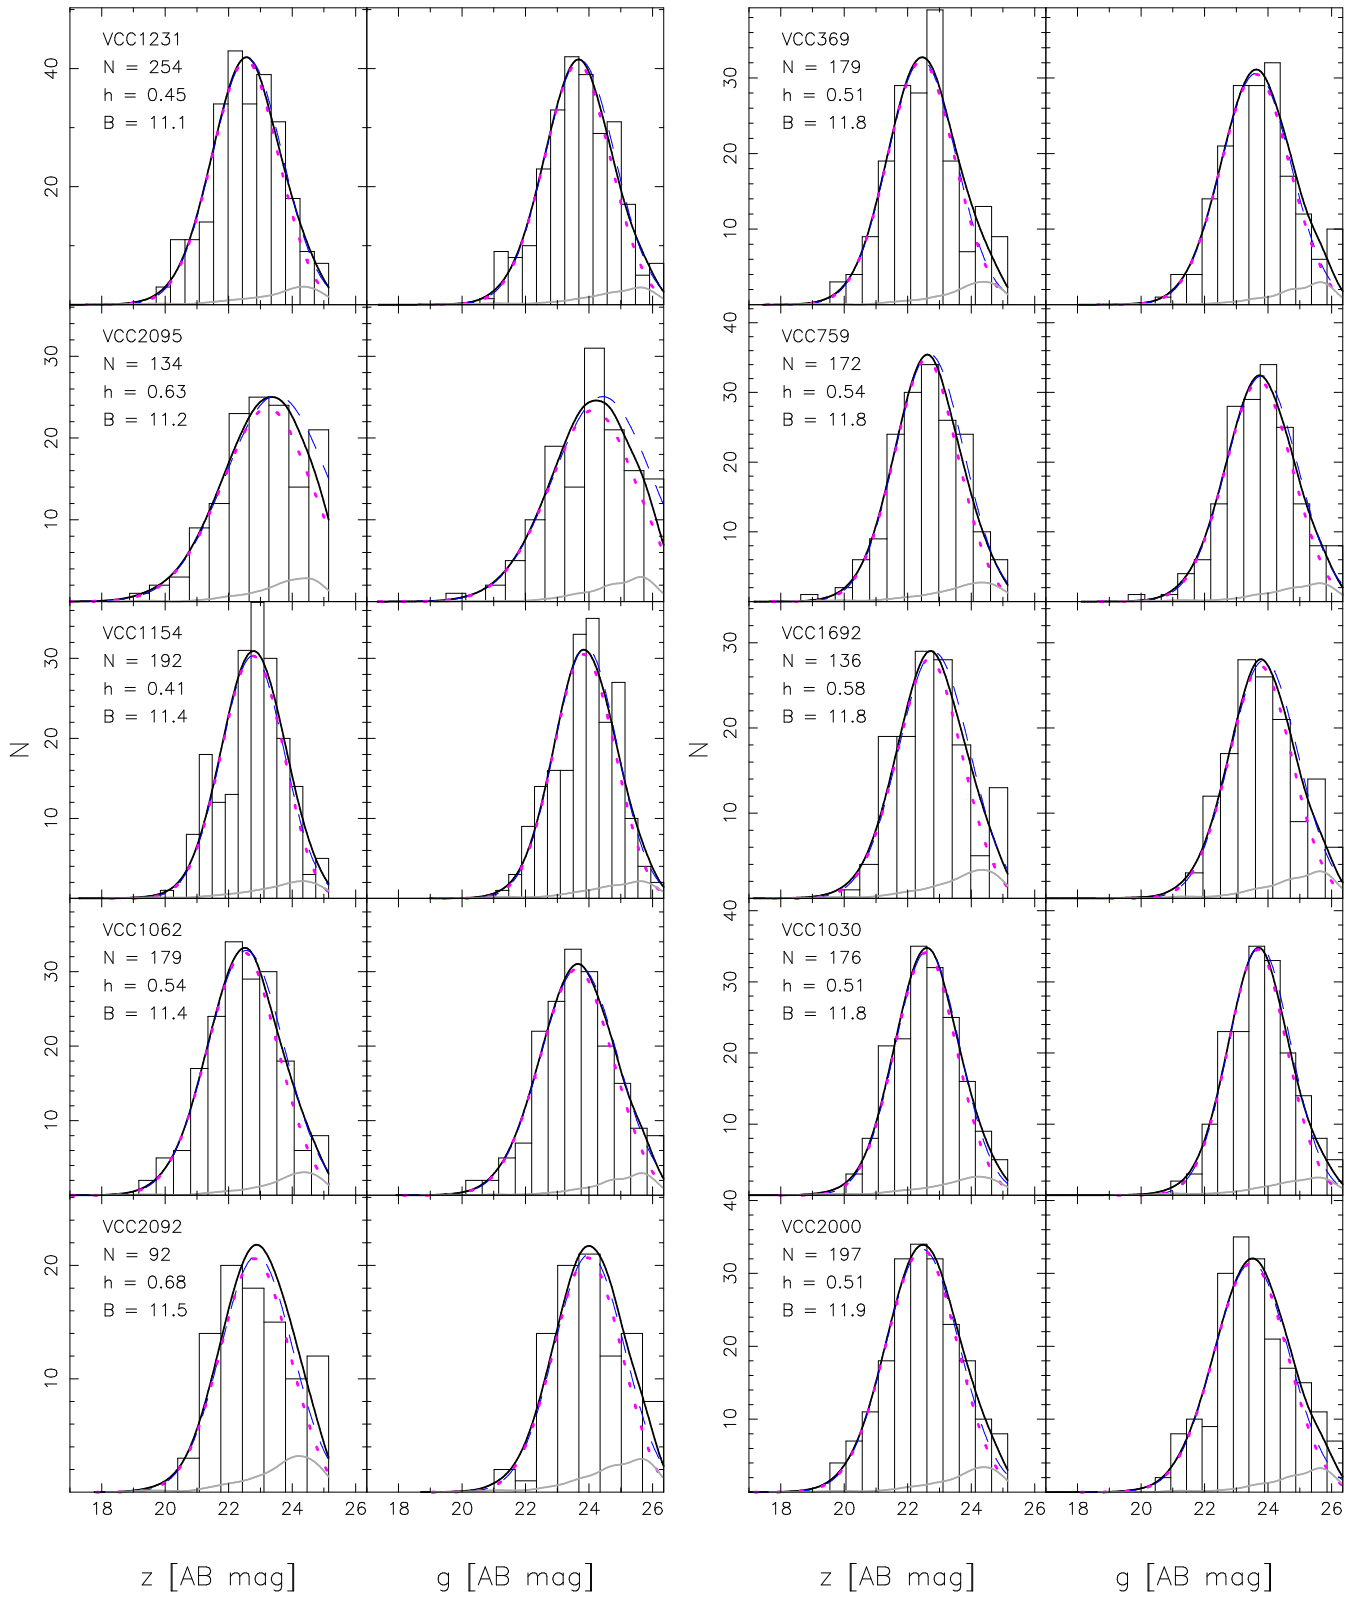 VCC1231
N = 254
h = 0.45
B = 11.1
20
40
VCC369
N = 179
h = 0.51
B = 11.8
10
20
30
VCC2095
N = 134
h = 0.63
B = 11.2
10
20
30
VCC759
N = 172
h = 0.54
B = 11.8
10
20
30
40
VCC1154
N = 192
h = 0.41
B = 11.4
10
20
30
N
VCC1692
N = 136
h = 0.58
B = 11.8
10
20
30
N
VCC1062
N = 179
h = 0.54
B = 11.4
10
20
30
VCC1030
N = 176
h = 0.51
B = 11.8
10
20
30
40
VCC2092
N = 92
h = 0.68
B = 11.5
10
20
VCC2000
N = 197
h = 0.51
B = 11.9
10
20
30
40
18 20 22 24 26 18 20 22 24 26 18 20 22 24 26 18 20 22 24 26
z [AB mag] g [AB mag] z [AB mag] g [AB mag]